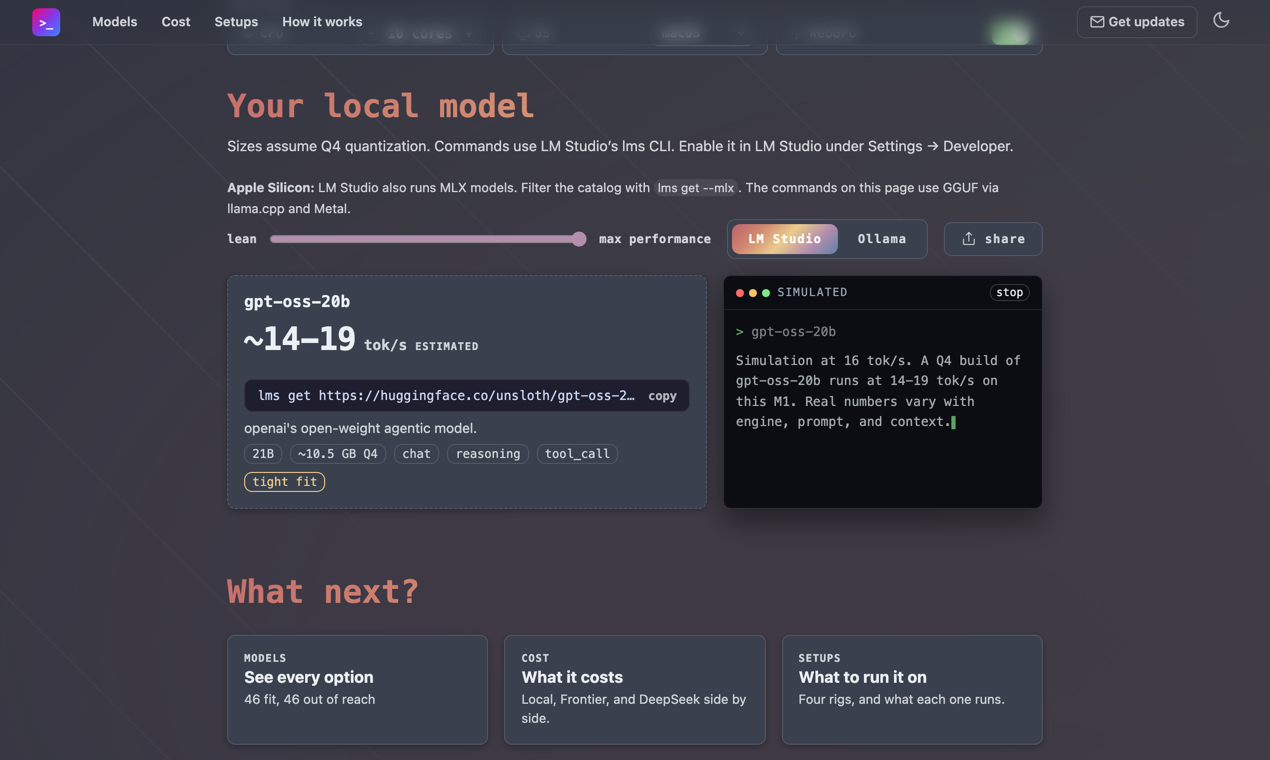 >_ Models Cost Setups How it works Get updates
10 cores macOS WebGPU
Your local model
Sizes assume Q4 quantization. Commands use LM Studio’s lms CLI. Enable it in LM Studio under Settings → Developer.
Apple Silicon: LM Studio also runs MLX models. Filter the catalog with lms get --mlx. The commands on this page use GGUF via
llama.cpp and Metal.
lean max performance LM Studio Ollama share
gpt-oss-20b
~14–19 tok/s ESTIMATED
lms get https://huggingface.co/unsloth/gpt-oss-2… copy
openai's open-weight agentic model.
21B ~10.5 GB Q4 chat reasoning tool_call
tight fit
SIMULATED stop
> gpt-oss-20b
Simulation at 16 tok/s. A Q4 build of
gpt-oss-20b runs at 14–19 tok/s on
this M1. Real numbers vary with
engine, prompt, and context.
What next?
MODELS
See every option
46 fit, 46 out of reach
COST
What it costs
Local, Frontier, and DeepSeek side by
side.
SETUPS
What to run it on
Four rigs, and what each one runs.